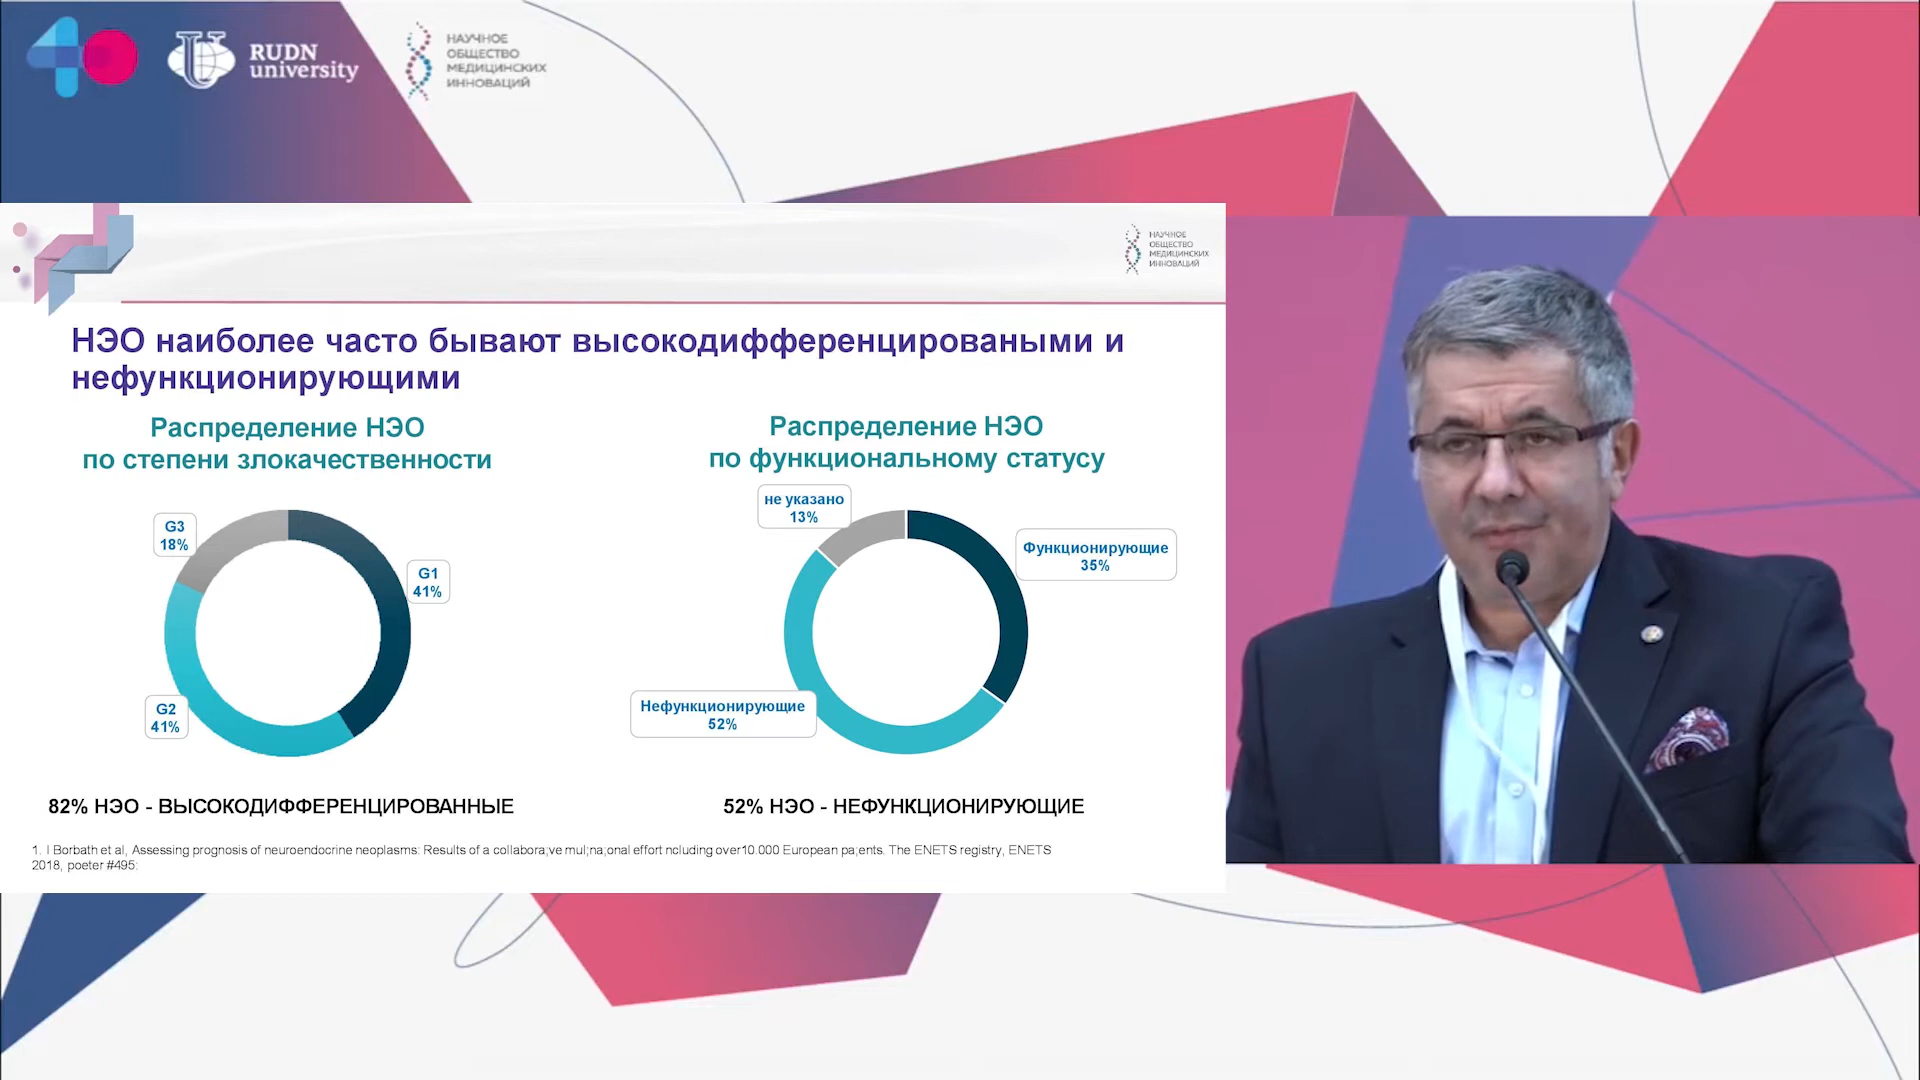 RUDN
university
НАУЧНОЕ
ОБЩЕСТВО
МЕДИЦИНСКИХ
ИННОВАЦИЙ
НАУЧНОЕ
ОБЩЕСТВО
МЕДИЦИНСКИХ
ИННОВАЦИЙ
НЭО наиболее часто бывают высокодифференцироваными и
нефункционирующими
Распределение НЭО
по степени злокачественности
G3
18%
G1
41%
G2
41%
82% НЭО - ВЫСОКОДИФФЕРЕНЦИРОВАННЫЕ
Распределение НЭО
по функциональному статусу
не указано
13%
Функционирующие
35%
Нефункционирующие
52%
52% НЭО - НЕФУНКЦИОНИРУЮЩИЕ
1. I Borbath et al, Assessing prognosis of neuroendocrine neoplasms: Results of a collabora;ve mul;na;onal effort ncluding over10.000 European pa;ents. The ENETS registry, ENETS
2018, poeter #495: